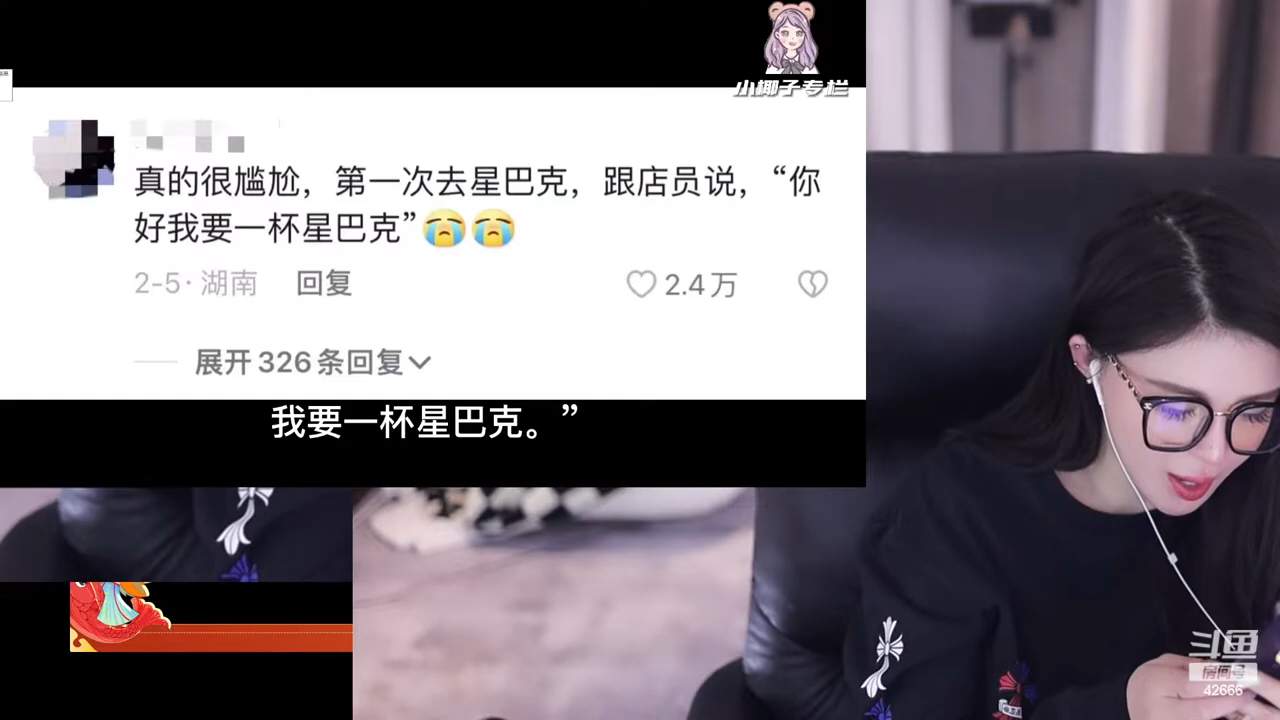 小椰子专栏
真的很尴尬，第一次去星巴克，跟店员说，“你
好我要一杯星巴克”😭😭
2-5·湖南 回复 2.4万
展开326条回复
我要一杯星巴克。”
斗鱼
房间号
42666